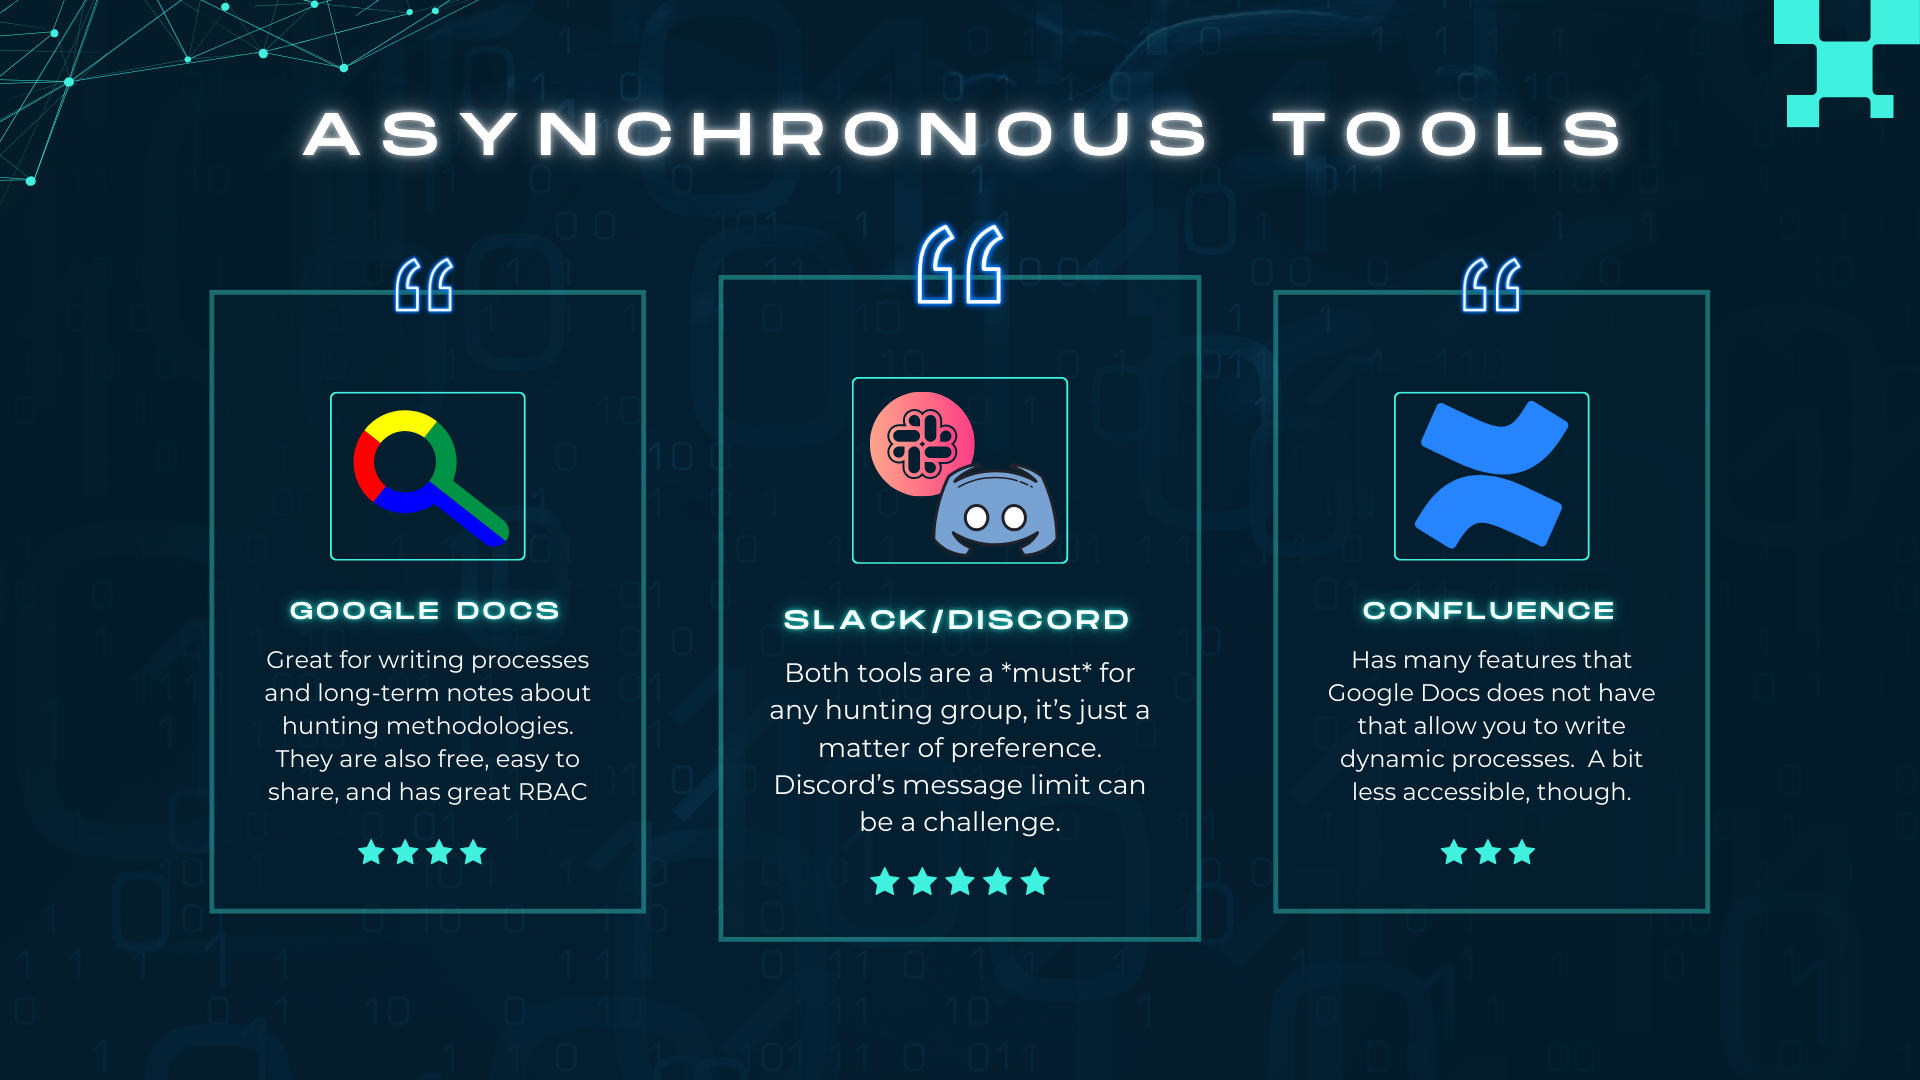 ASYNCHRONOUS TOOLS
GOOGLE DOCS
Great for writing processes
and long-term notes about
hunting methodologies.
They are also free, easy to
share, and has great RBAC
SLACK/DISCORD
Both tools are a *must* for
any hunting group, it’s just a
matter of preference.
Discord’s message limit can
be a challenge.
CONFLUENCE
Has many features that
Google Docs does not have
that allow you to write
dynamic processes.  A bit
less accessible, though.